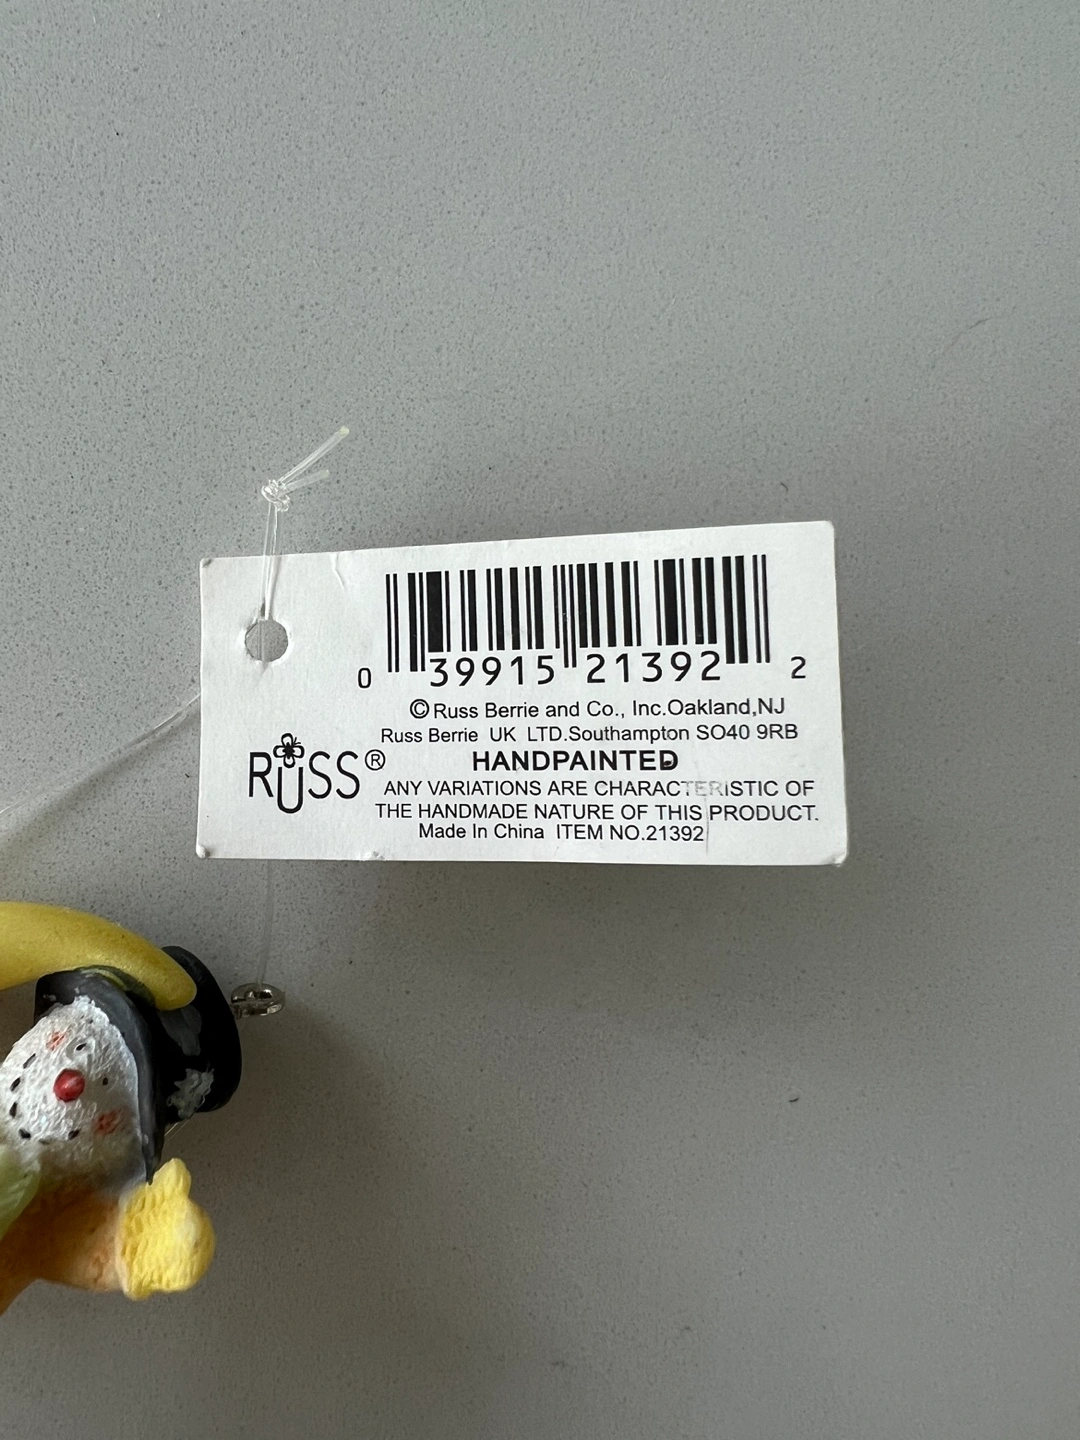 0 39915 21392 2
© Russ Berrie and Co., Inc.Oakland,NJ
Russ Berrie UK LTD.Southampton SO40 9RB
RUSS®
HANDPAINTED
ANY VARIATIONS ARE CHARACTERISTIC OF
THE HANDMADE NATURE OF THIS PRODUCT.
Made In China ITEM NO.21392